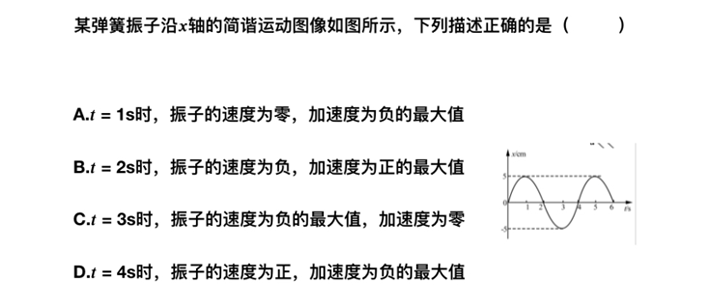 某弹簧振子沿x轴的简谐运动图像如图所示，下列描述正确的是（　　）
A.t = 1s时，振子的速度为零，加速度为负的最大值
B.t = 2s时，振子的速度为负，加速度为正的最大值
C.t = 3s时，振子的速度为负的最大值，加速度为零
D.t = 4s时，振子的速度为正，加速度为负的最大值
x/cm
5
0 1 2 3 4 5 6 t/s
-5